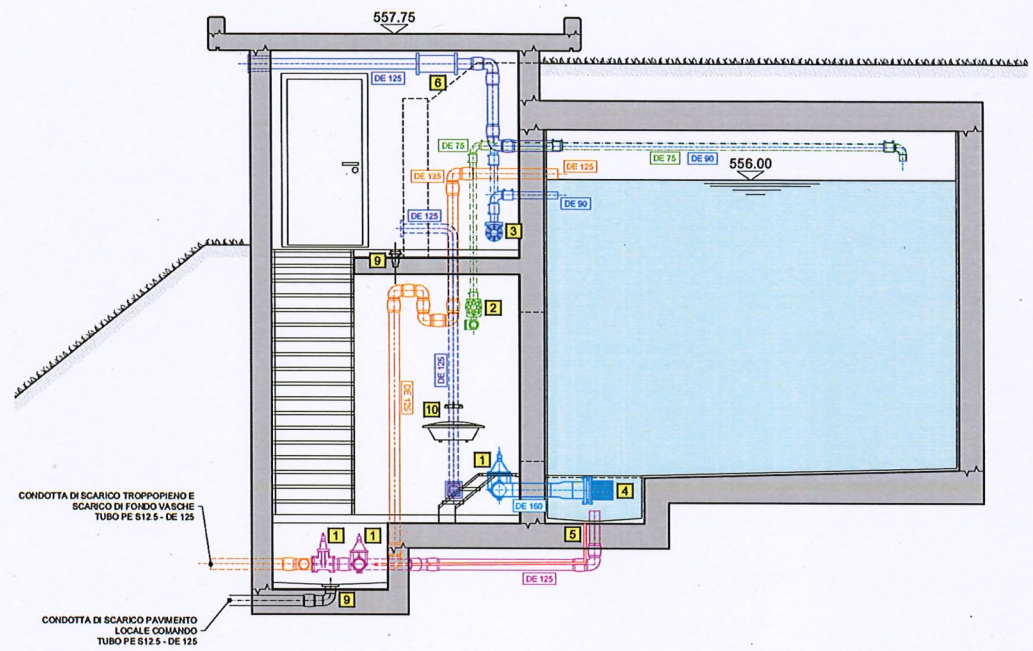 557.75
DE 125
6
DE 75
DE 75
DE 90
DE 125
DE 125
556.00
DE 90
DE 125
3
9
2
DE 125
DE 125
10
1
4
DE 160
CONDOTTA DI SCARICO TROPPOPIENO E
SCARICO DI FONDO VASCHE
TUBO PE S12.5 - DE 125
1
1
5
DE 125
9
CONDOTTA DI SCARICO PAVIMENTO
LOCALE COMANDO
TUBO PE S12.5 - DE 125